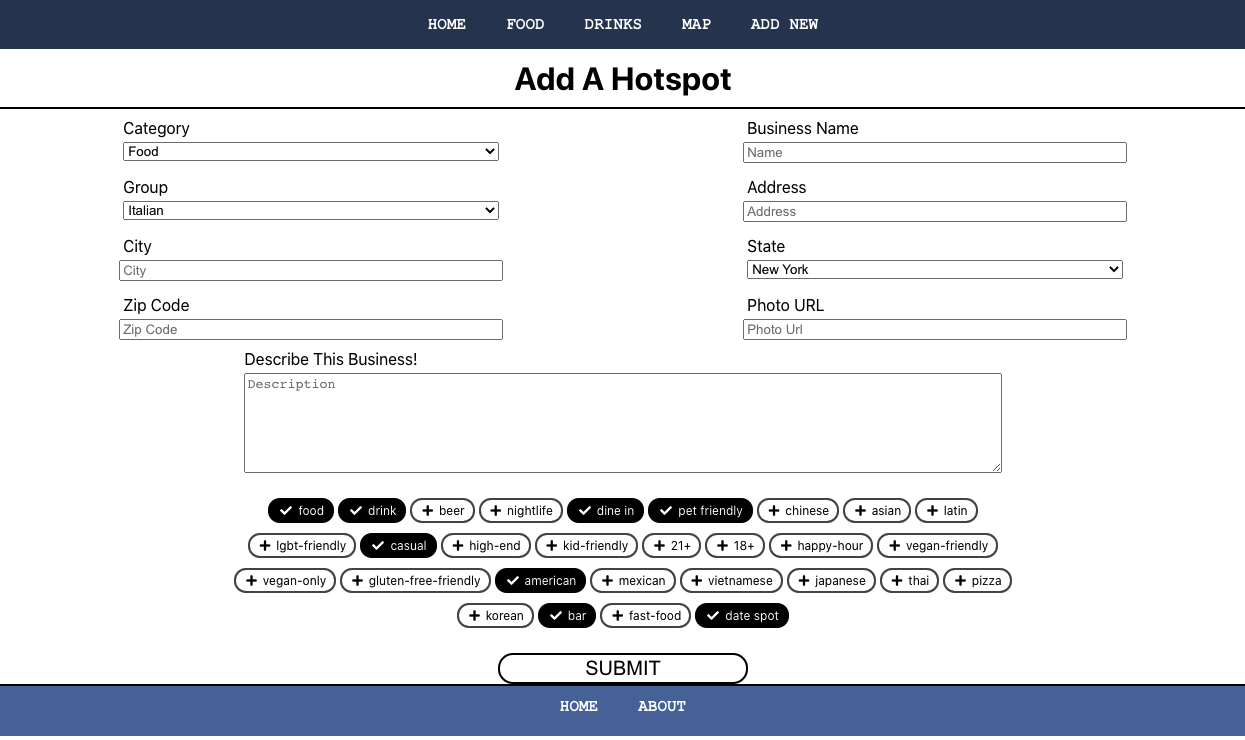 HOME FOOD DRINKS MAP ADD NEW
Add A Hotspot
Category
Food
Business Name
Name
Group
Italian
Address
Address
City
City
State
New York
Zip Code
Zip Code
Photo URL
Photo Url
Describe This Business!
Description
food drink beer nightlife dine in pet friendly chinese asian latin
lgbt-friendly casual high-end kid-friendly 21+ 18+ happy-hour vegan-friendly
vegan-only gluten-free-friendly american mexican vietnamese japanese thai pizza
korean bar fast-food date spot
SUBMIT
HOME ABOUT